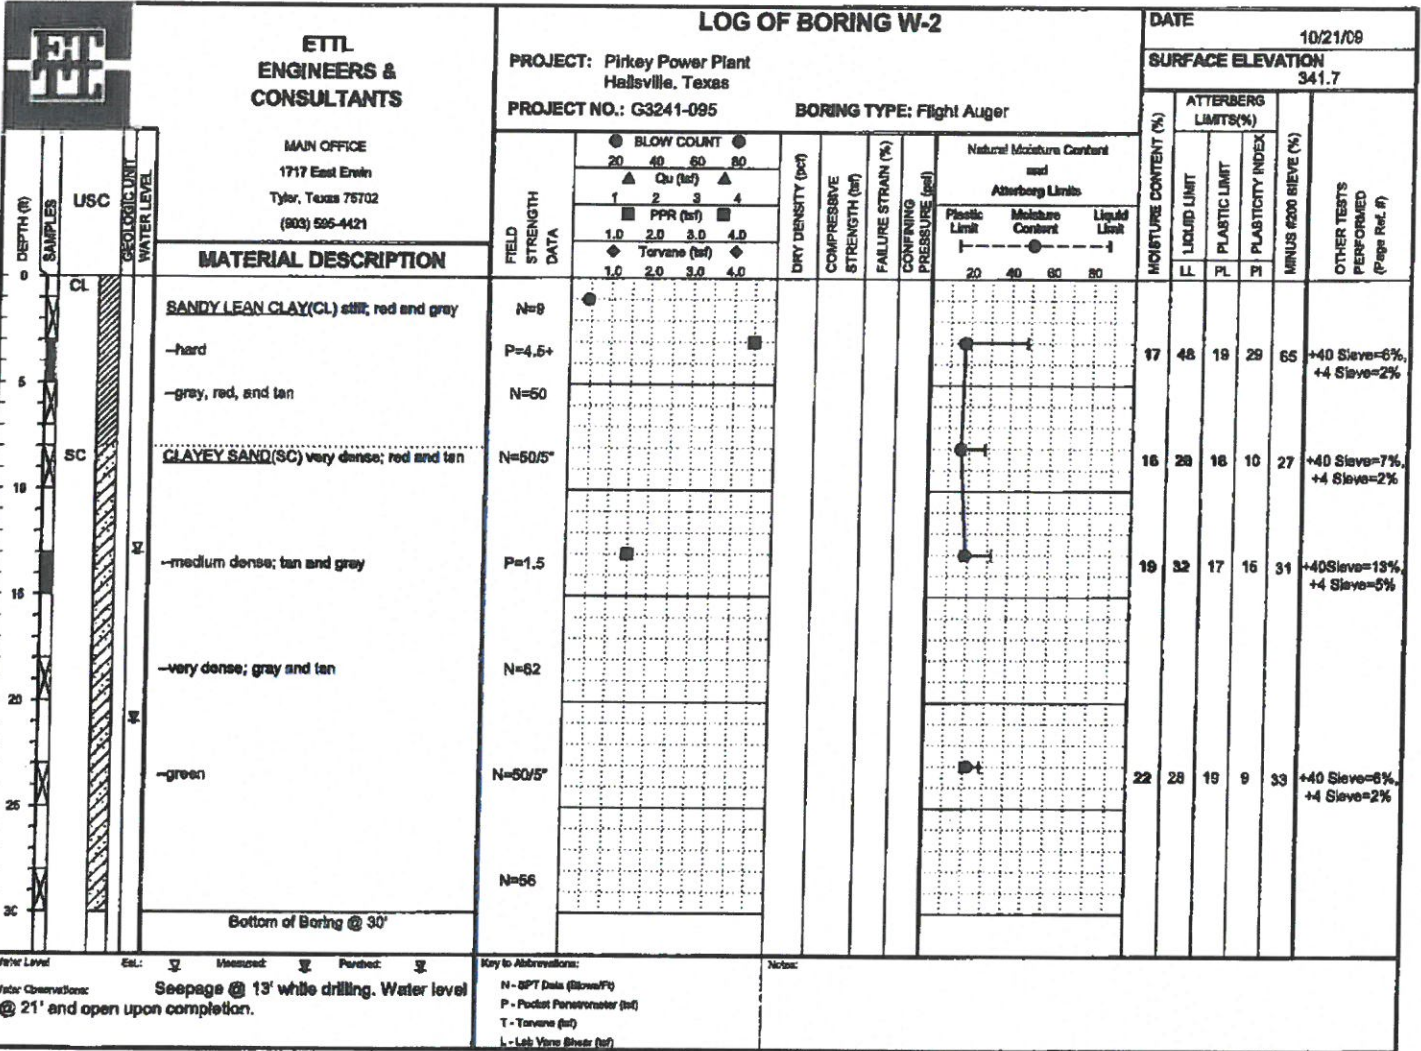 LOG OF BORING W-2
ETTL
ENGINEERS &
CONSULTANTS
MAIN OFFICE
1717 East Erwin
Tyler, Texas 75702
(903) 595-4421
PROJECT: Pirkey Power Plant
Hallsville, Texas
PROJECT NO.: G3241-095 BORING TYPE: Flight Auger
DATE
10/21/09
SURFACE ELEVATION
341.7
DEPTH (ft)
SAMPLES
USC
GEOLOGIC UNIT
WATER LEVEL
MATERIAL DESCRIPTION
FIELD
STRENGTH
DATA
BLOW COUNT
20 40 60 80
Qu (tsf)
1 2 3 4
PPR (tsf)
1.0 2.0 3.0 4.0
Torvane (tsf)
1.0 2.0 3.0 4.0
DRY DENSITY (pcf)
COMPRESSIVE
STRENGTH (tsf)
FAILURE STRAIN (%)
CONFINING
PRESSURE (psi)
Natural Moisture Content
and
Atterberg Limits
Plastic Limit
Moisture Content
Liquid Limit
20 40 60 80
MOISTURE CONTENT (%)
ATTERBERG
LIMITS(%)
LIQUID LIMIT
PLASTIC LIMIT
PLASTICITY INDEX
LL PL PI
MINUS #200 SIEVE (%)
OTHER TESTS
PERFORMED
(Page Ref. #)
0
CL
SANDY LEAN CLAY(CL) stiff; red and gray N=9
--hard P=4.5+ 17 48 19 29 65 +40 Sieve=6%,
+4 Sieve=2%
5
--gray, red, and tan N=50
SC
CLAYEY SAND(SC) very dense; red and tan N=50/5" 16 28 18 10 27 +40 Sieve=7%,
+4 Sieve=2%
10
--medium dense; tan and gray P=1.5 19 32 17 15 31 +40Sieve=13%,
+4 Sieve=5%
15
--very dense; gray and tan N=62
20
--green N=50/5" 22 28 19 9 33 +40 Sieve=6%,
+4 Sieve=2%
25
N=56
30
Bottom of Boring @ 30'
Water Level Est.: Measured: Perched:
Water Observations: Seepage @ 13' while drilling. Water level
@ 21' and open upon completion.
Key to Abbreviations:
N - SPT Data (Blows/Ft)
P - Pocket Penetrometer (tsf)
T - Torvane (tsf)
L - Lab Vane Shear (tsf)
Notes: